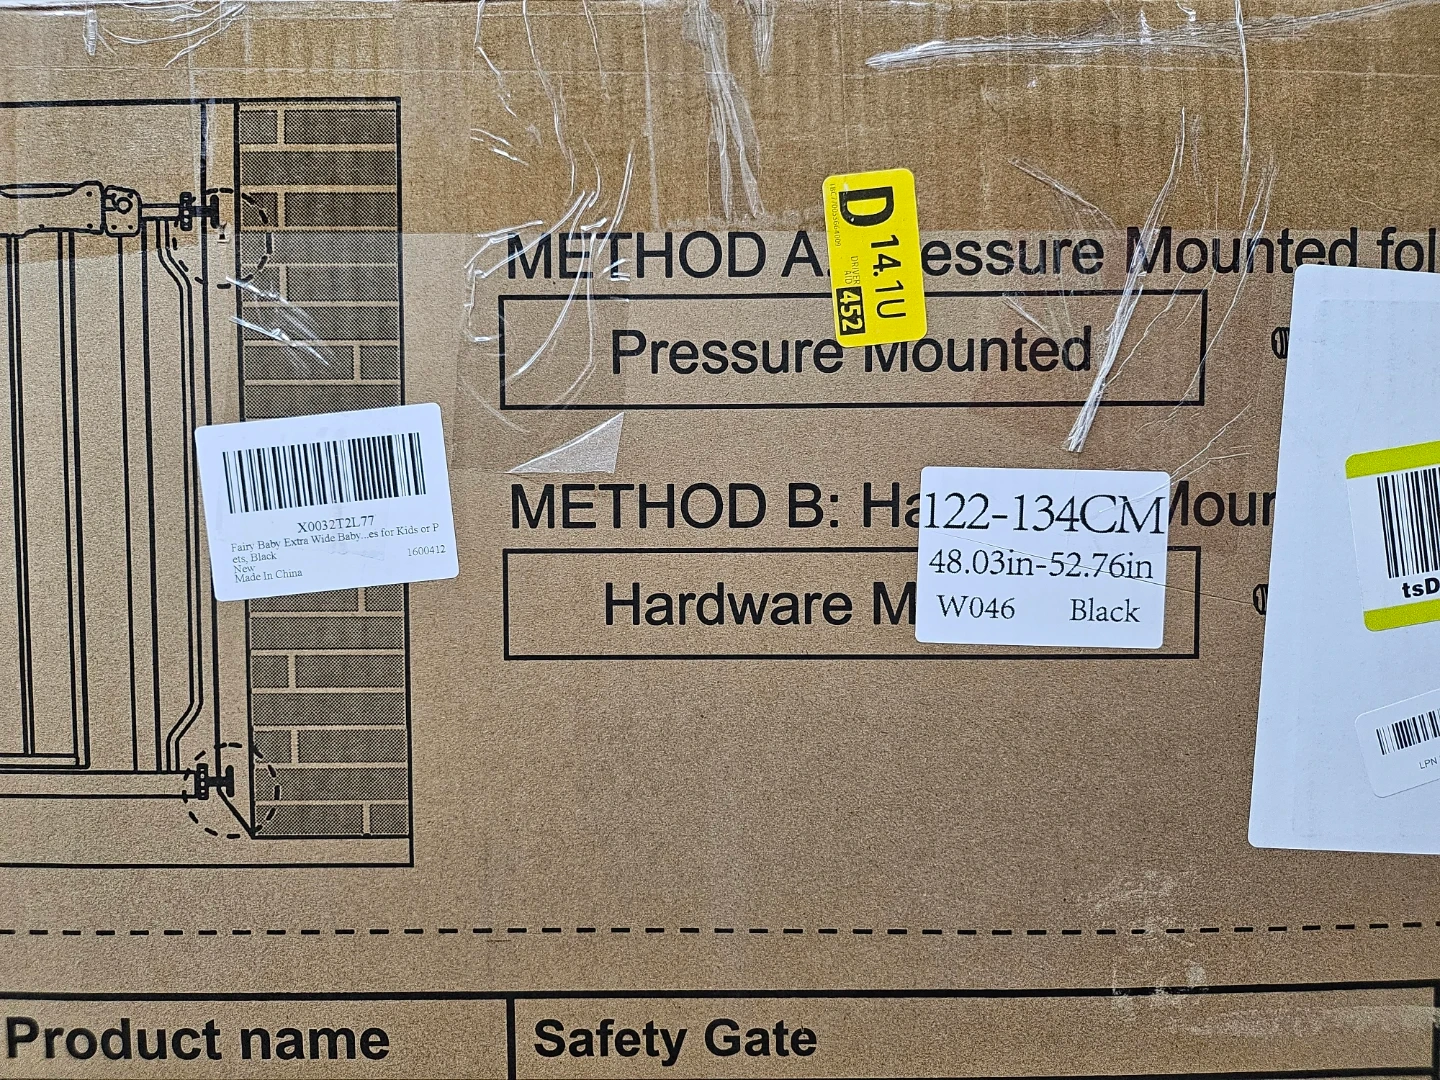 D
14.1U
DRIVER AID
452
METHOD A: Pressure Mounted fol
Pressure Mounted
X0032T2L77
Fairy Baby Extra Wide Baby...es for Kids or P
ets, Black
1600412
New
Made In China
METHOD B: Ha
Moun
122-134CM
48.03in-52.76in
W046 Black
Hardware M
tsD
LPN
Product name
Safety Gate